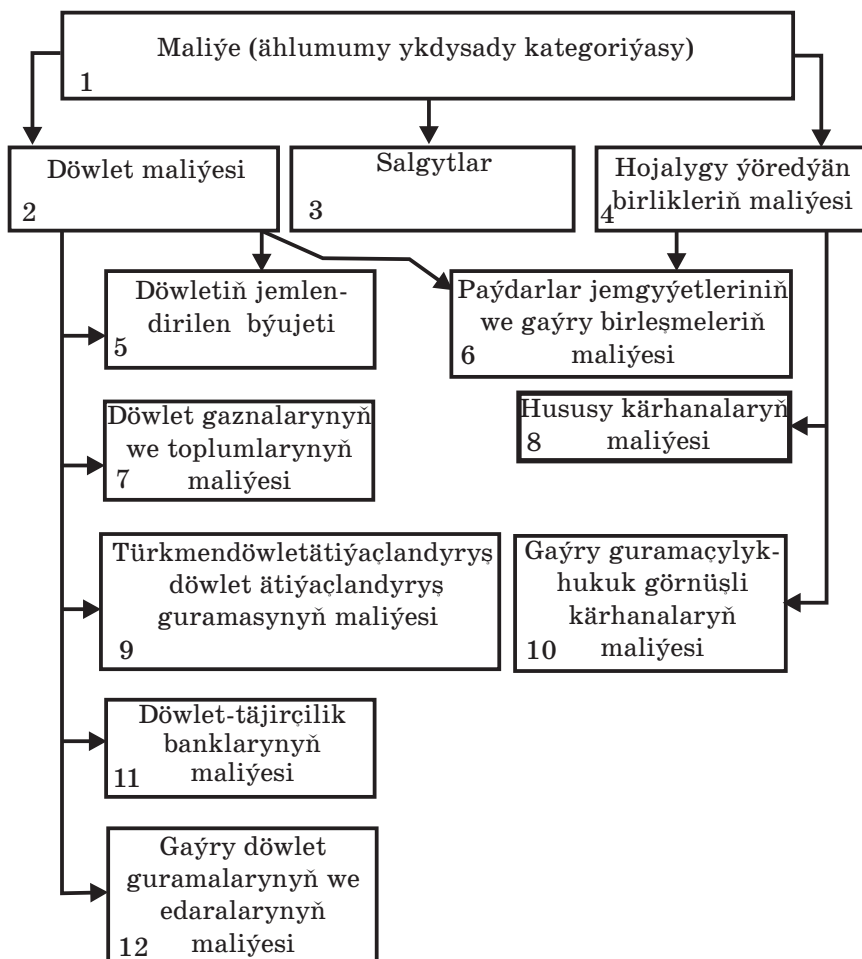 Maliýe (ählumumy ykdysady kategoriýasy)
1
Döwlet maliýesi
2
Salgytlar
3
Hojalygy ýöredýän
birlikleriň maliýesi
4
Döwletiň jemlen-
dirilen býujeti
5
Paýdarlar jemgyýetleriniň
we gaýry birleşmeleriň
maliýesi
6
Döwlet gaznalarynyň
we toplumlarynyň
maliýesi
7
Hususy kärhanalaryň
maliýesi
8
Türkmendöwletätiýaçlandyryş
döwlet ätiýaçlandyryş
guramasynyň maliýesi
9
Gaýry guramaçylyk-
hukuk görnüşli
kärhanalaryň
maliýesi
10
Döwlet-täjirçilik
banklarynyň
maliýesi
11
Gaýry döwlet
guramalarynyň we
edaralarynyň
maliýesi
12